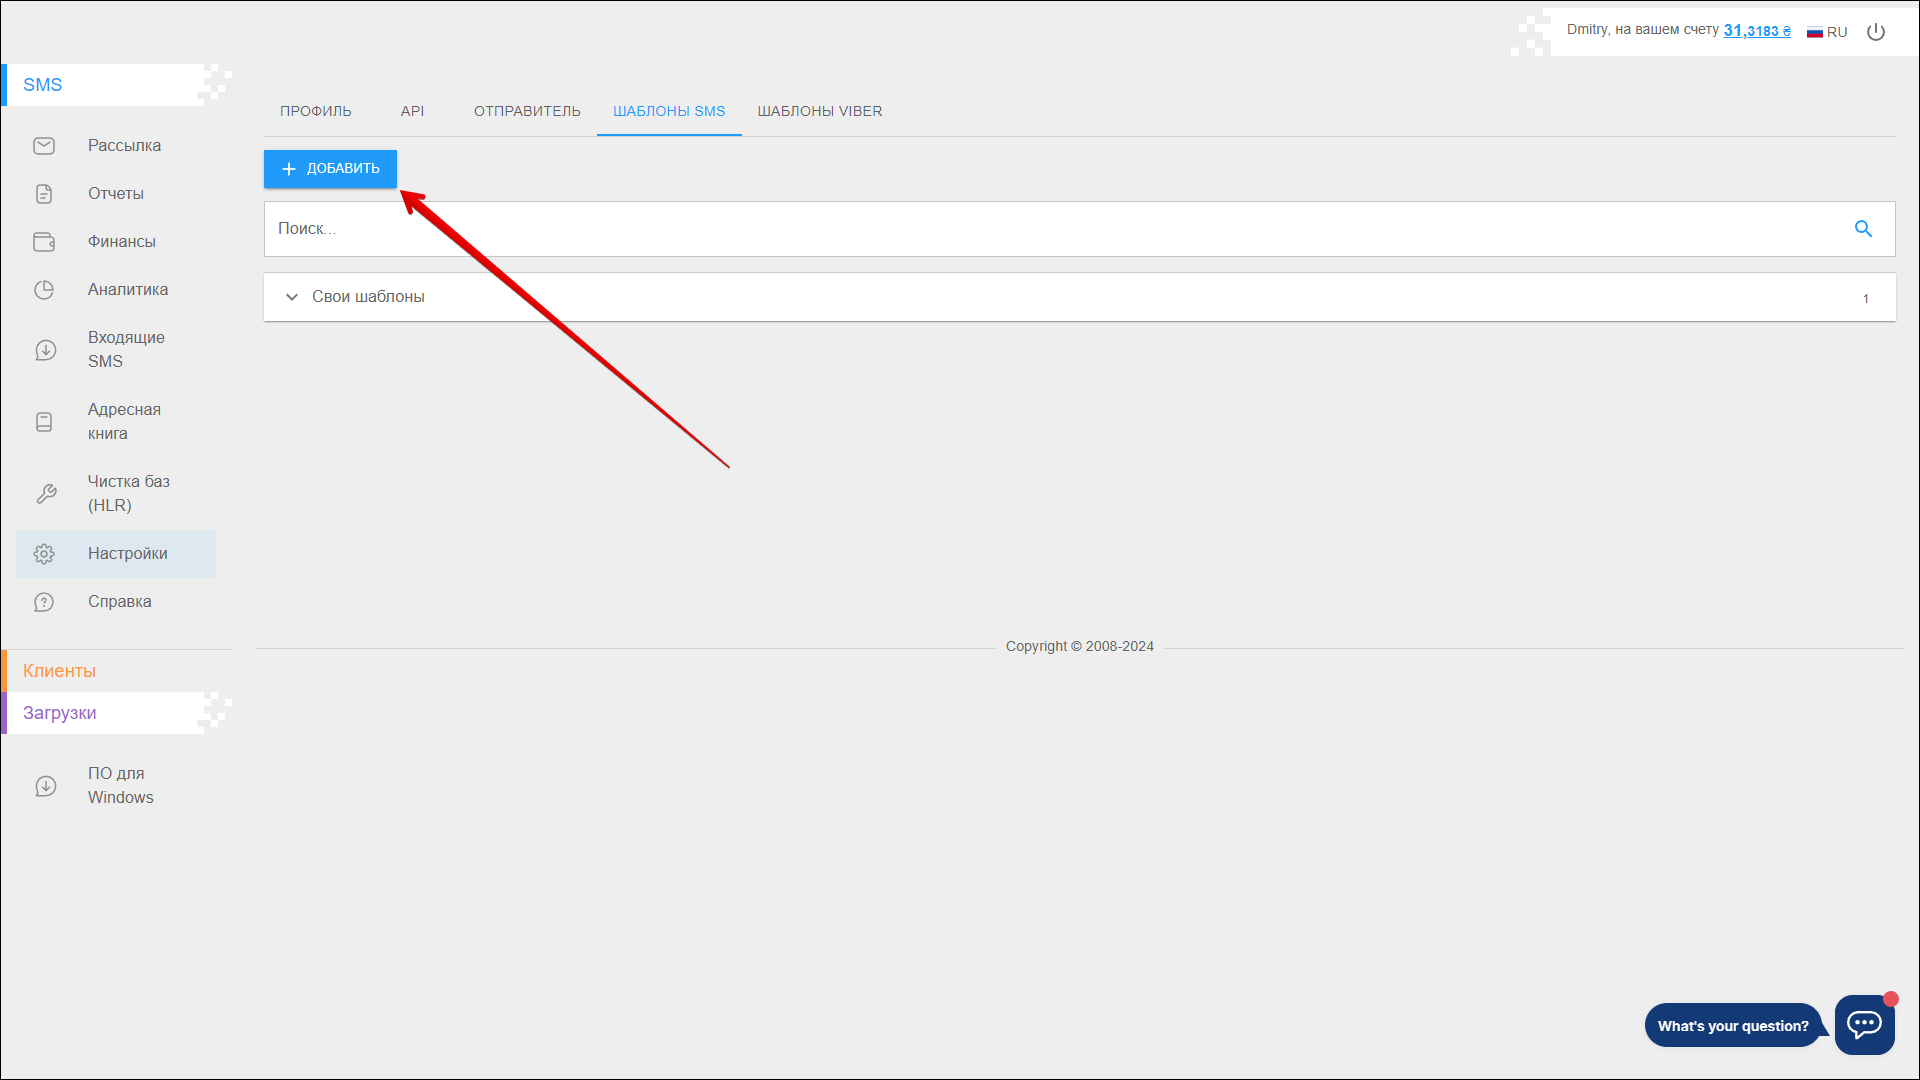 Dmitry, на вашем счету 31,3183 ₴ RU
SMS
Рассылка
Отчеты
Финансы
Аналитика
Входящие
SMS
Адресная
книга
Чистка баз
(HLR)
Настройки
Справка
Клиенты
Загрузки
ПО для
Windows
ПРОФИЛЬ API ОТПРАВИТЕЛЬ ШАБЛОНЫ SMS ШАБЛОНЫ VIBER
ДОБАВИТЬ
Поиск...
Свои шаблоны 1
Copyright © 2008-2024
What's your question?